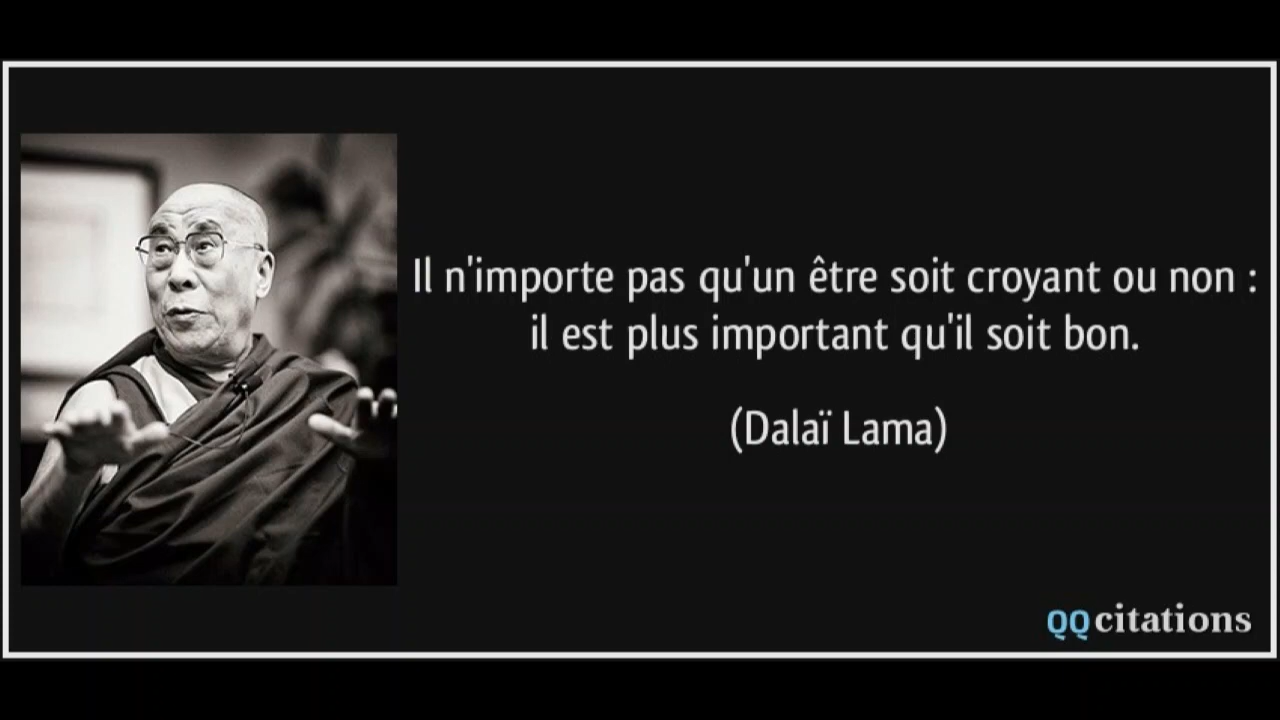 Il n'importe pas qu'un être soit croyant ou non :
il est plus important qu'il soit bon.
(Dalaï Lama)
QQcitations